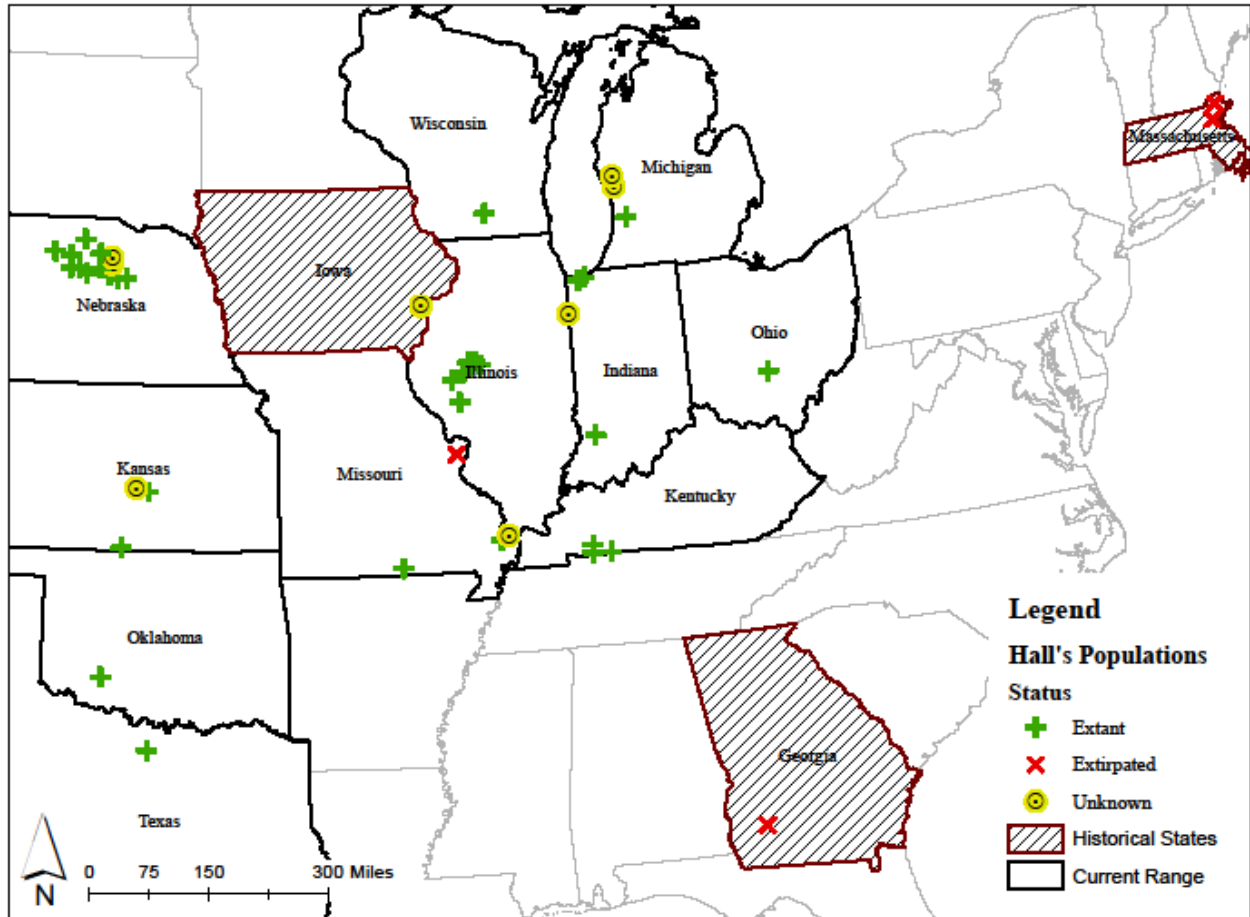 Wisconsin
Michigan
Massachusetts
Iowa
Nebraska
Ohio
Illinois
Indiana
Kansas
Missouri
Kentucky
Oklahoma
Georgia
Texas
Legend
Hall's Populations
Status
Extant
Extirpated
Unknown
Historical States
Current Range
N
0 75 150 300 Miles